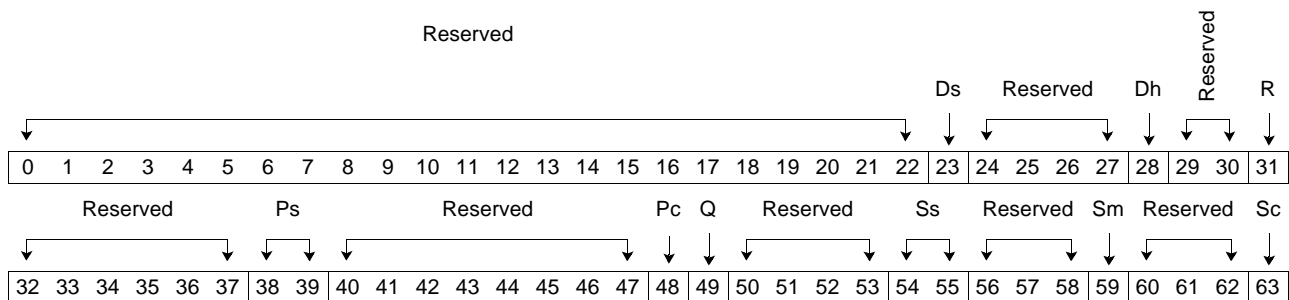 Reserved
Ds Reserved Dh Reserved R
0 1 2 3 4 5 6 7 8 9 10 11 12 13 14 15 16 17 18 19 20 21 22 23 24 25 26 27 28 29 30 31
Reserved Ps Reserved Pc Q Reserved Ss Reserved Sm Reserved Sc
32 33 34 35 36 37 38 39 40 41 42 43 44 45 46 47 48 49 50 51 52 53 54 55 56 57 58 59 60 61 62 63